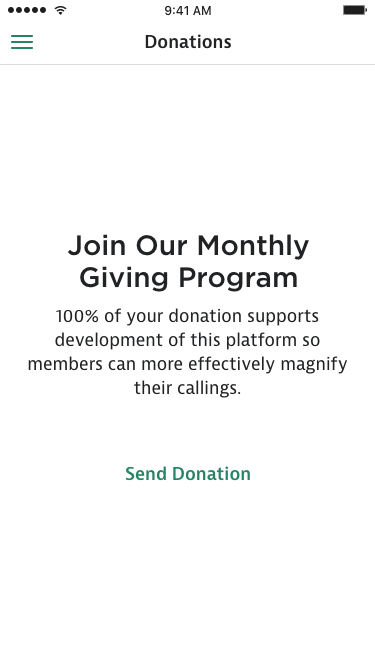 9:41 AM
Donations
Join Our Monthly
Giving Program
100% of your donation supports
development of this platform so
members can more effectively magnify
their callings.
Send Donation